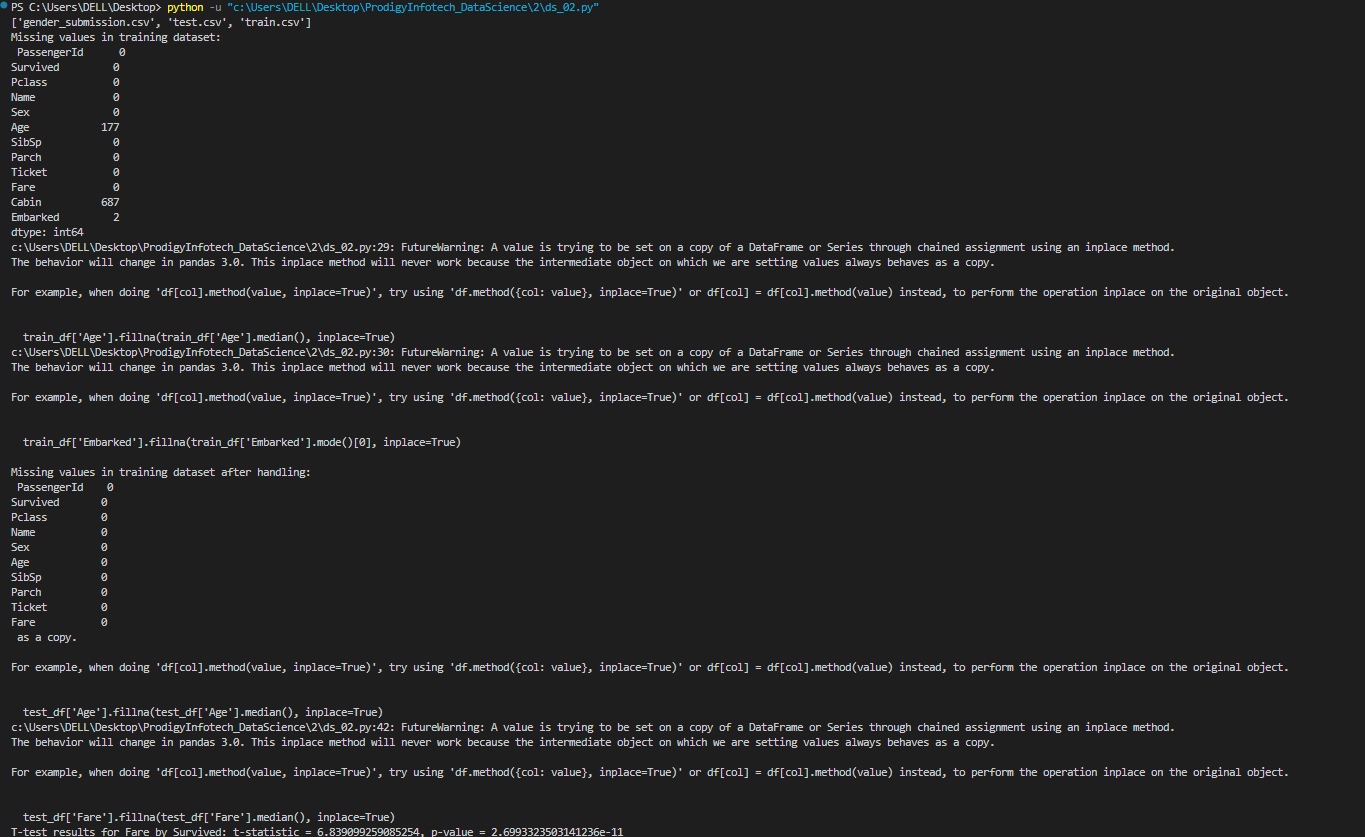 PS C:\Users\DELL\Desktop> python -u "c:\Users\DELL\Desktop\ProdigyInfotech_DataScience\2\ds_02.py"
['gender_submission.csv', 'test.csv', 'train.csv']
Missing values in training dataset:
 PassengerId      0
Survived         0
Pclass           0
Name             0
Sex              0
Age            177
SibSp            0
Parch            0
Ticket           0
Fare             0
Cabin          687
Embarked         2
dtype: int64
c:\Users\DELL\Desktop\ProdigyInfotech_DataScience\2\ds_02.py:29: FutureWarning: A value is trying to be set on a copy of a DataFrame or Series through chained assignment using an inplace method.
The behavior will change in pandas 3.0. This inplace method will never work because the intermediate object on which we are setting values always behaves as a copy.
For example, when doing 'df[col].method(value, inplace=True)', try using 'df.method({col: value}, inplace=True)' or df[col] = df[col].method(value) instead, to perform the operation inplace on the original object.
  train_df['Age'].fillna(train_df['Age'].median(), inplace=True)
c:\Users\DELL\Desktop\ProdigyInfotech_DataScience\2\ds_02.py:30: FutureWarning: A value is trying to be set on a copy of a DataFrame or Series through chained assignment using an inplace method.
The behavior will change in pandas 3.0. This inplace method will never work because the intermediate object on which we are setting values always behaves as a copy.
For example, when doing 'df[col].method(value, inplace=True)', try using 'df.method({col: value}, inplace=True)' or df[col] = df[col].method(value) instead, to perform the operation inplace on the original object.
  train_df['Embarked'].fillna(train_df['Embarked'].mode()[0], inplace=True)
Missing values in training dataset after handling:
 PassengerId    0
Survived       0
Pclass         0
Name           0
Sex            0
Age            0
SibSp          0
Parch          0
Ticket         0
Fare           0
 as a copy.
For example, when doing 'df[col].method(value, inplace=True)', try using 'df.method({col: value}, inplace=True)' or df[col] = df[col].method(value) instead, to perform the operation inplace on the original object.
  test_df['Age'].fillna(test_df['Age'].median(), inplace=True)
c:\Users\DELL\Desktop\ProdigyInfotech_DataScience\2\ds_02.py:42: FutureWarning: A value is trying to be set on a copy of a DataFrame or Series through chained assignment using an inplace method.
The behavior will change in pandas 3.0. This inplace method will never work because the intermediate object on which we are setting values always behaves as a copy.
For example, when doing 'df[col].method(value, inplace=True)', try using 'df.method({col: value}, inplace=True)' or df[col] = df[col].method(value) instead, to perform the operation inplace on the original object.
  test_df['Fare'].fillna(test_df['Fare'].median(), inplace=True)
T-test results for Fare by Survived: t-statistic = 6.839099259085254, p-value = 2.6993323503141236e-11